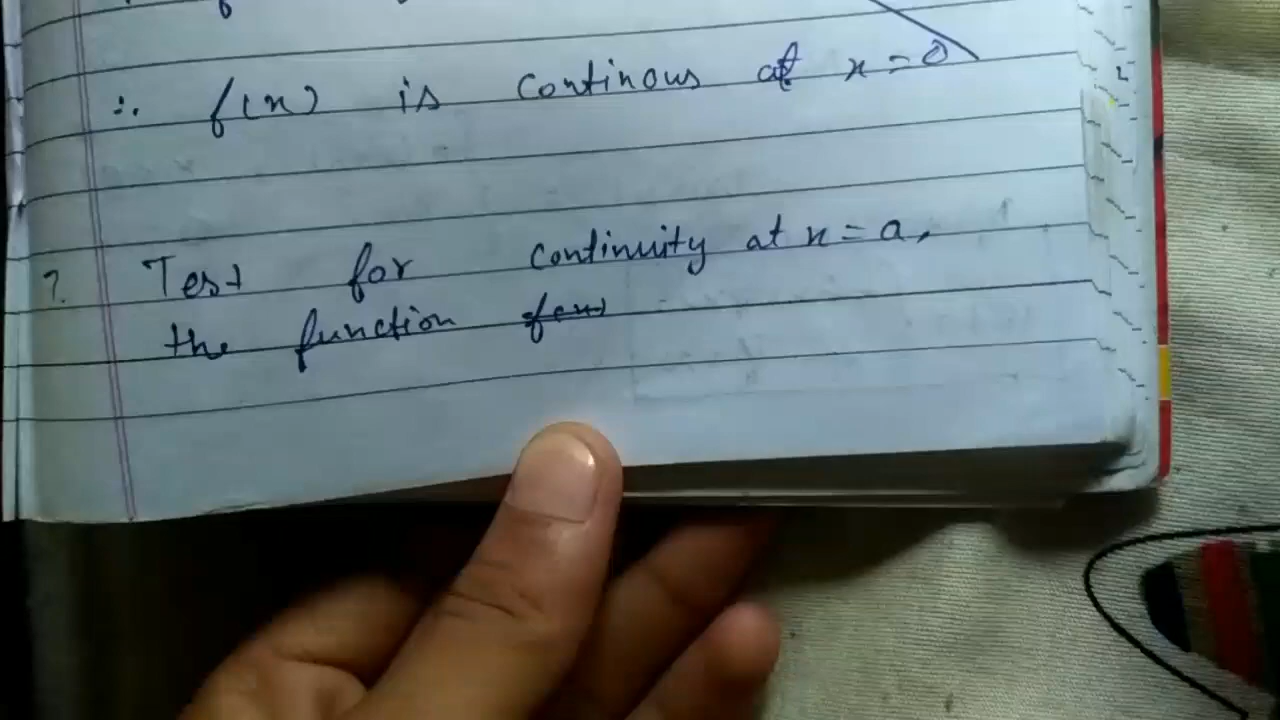 ∴ f(x) is continous at x = 0
7. Test for continuity at x = a,
the function